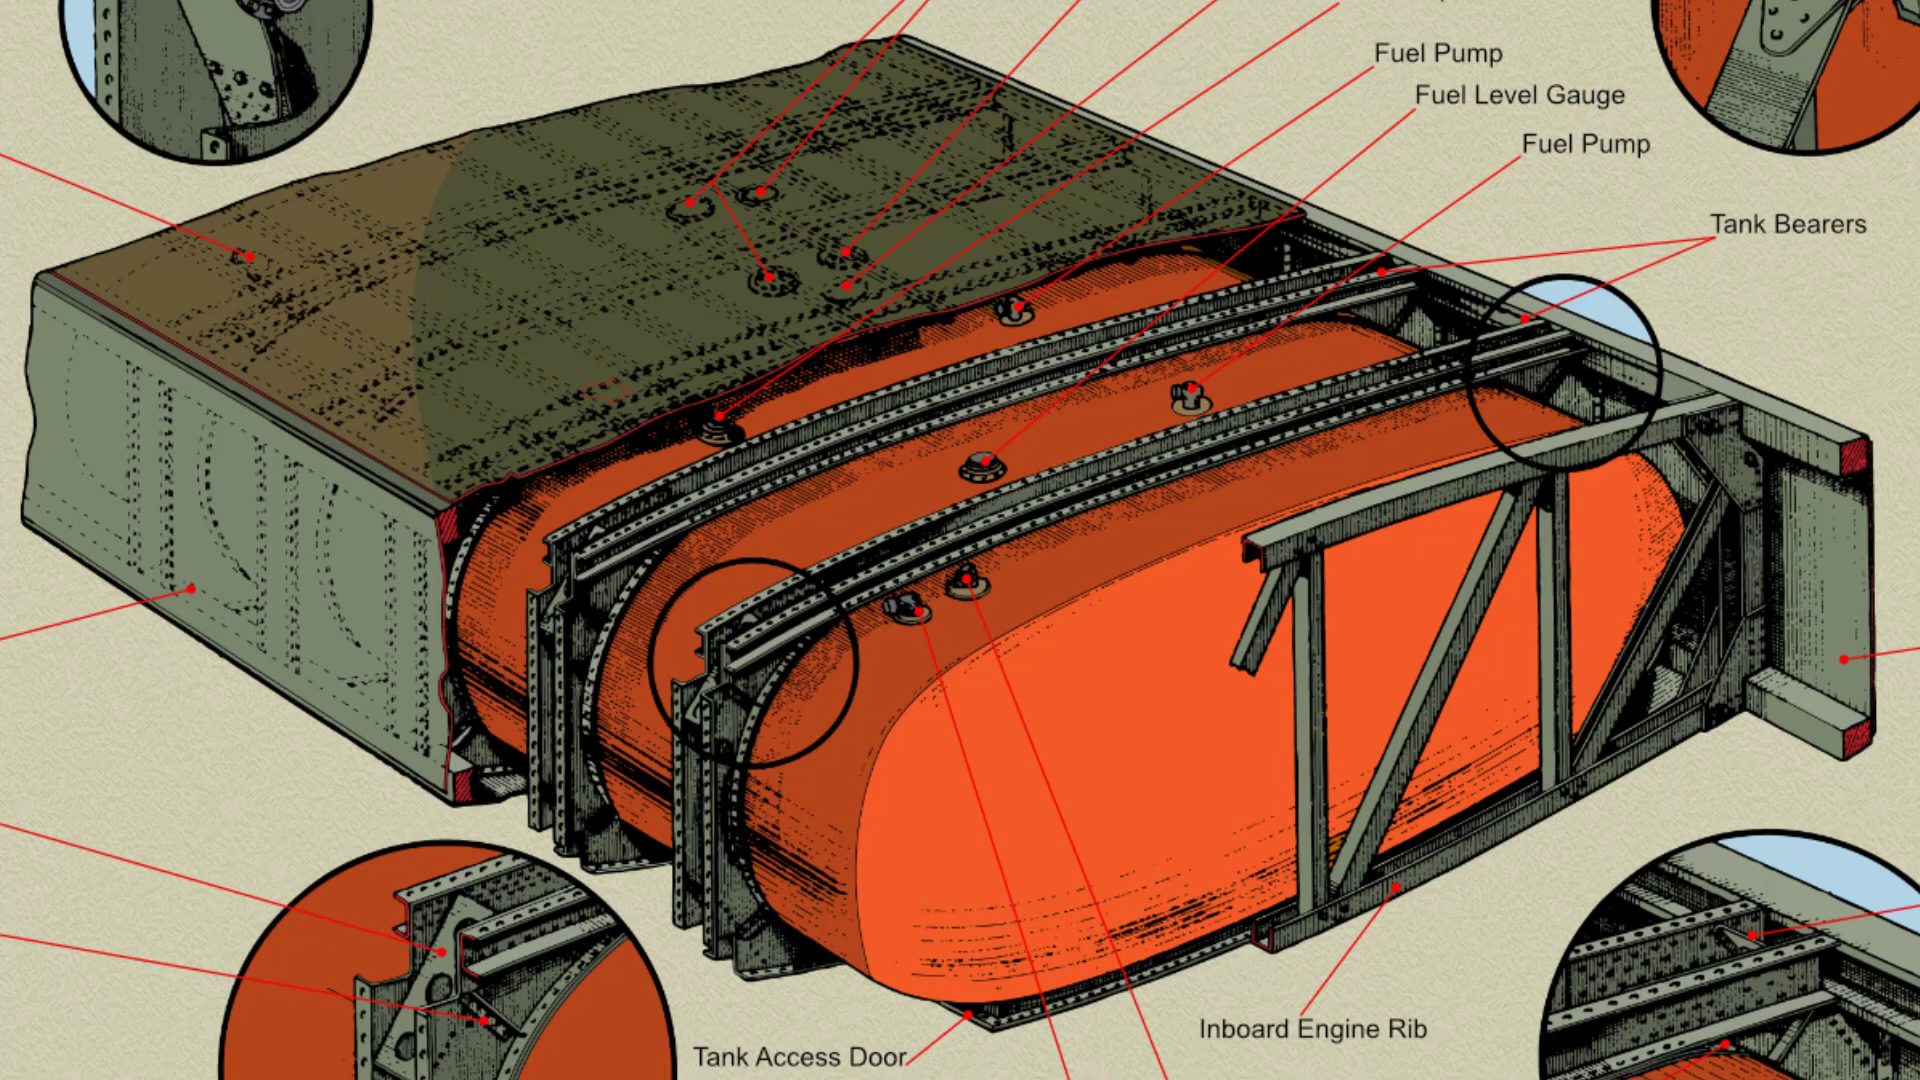 Fuel Pump
Fuel Level Gauge
Fuel Pump
Tank Bearers
Inboard Engine Rib
Tank Access Door